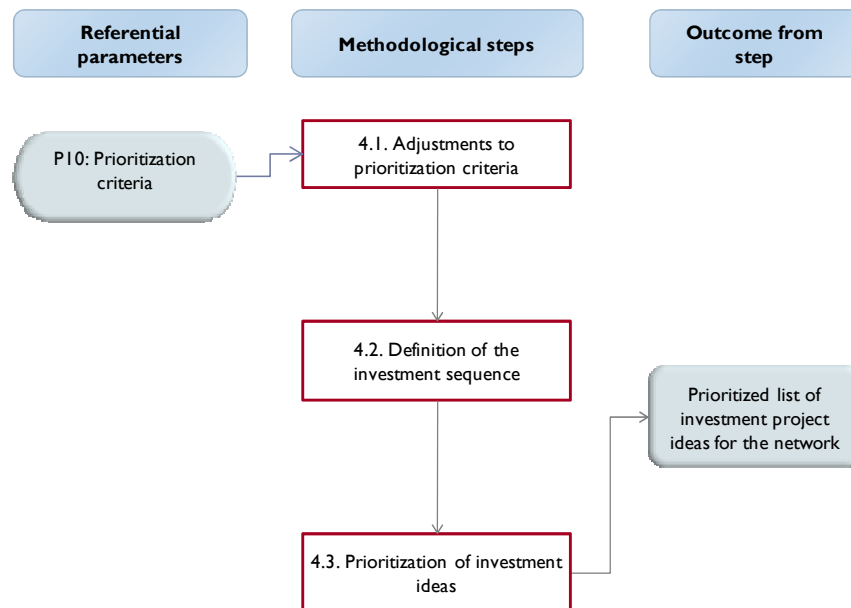 Referential
parameters
Methodological steps
Outcome from
step
P10: Prioritization
criteria
4.1. Adjustments to
prioritization criteria
4.2. Definition of the
investment sequence
Prioritized list of
investment project
ideas for the network
4.3. Prioritization of investment
ideas